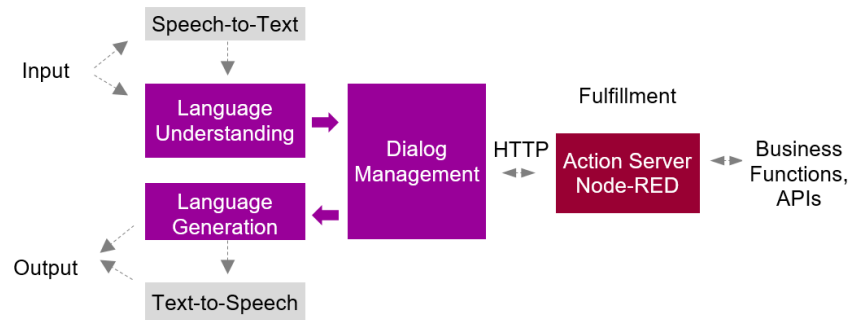 Speech-to-Text
Input
Language
Understanding
Dialog
Management
Language
Generation
Output
Text-to-Speech
HTTP
Fulfillment
Action Server
Node-RED
Business
Functions,
APIs